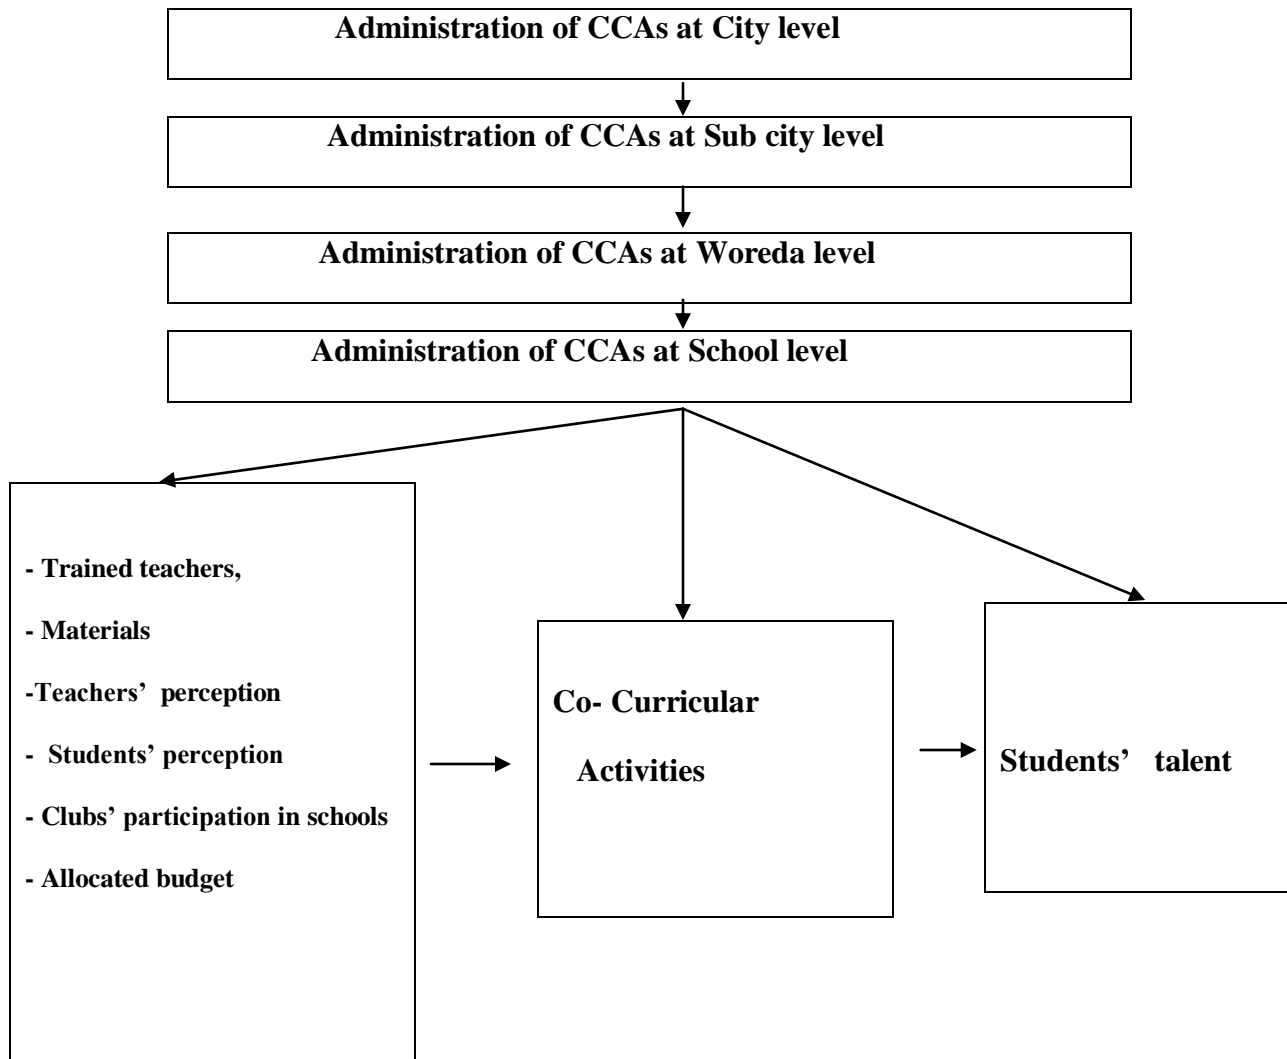 Administration of CCAs at City level
Administration of CCAs at Sub city level
Administration of CCAs at Woreda level
Administration of CCAs at School level
- Trained teachers,
- Materials
-Teachers’ perception
- Students’ perception
- Clubs’ participation in schools
- Allocated budget
Co- Curricular
Activities
Students’ talent